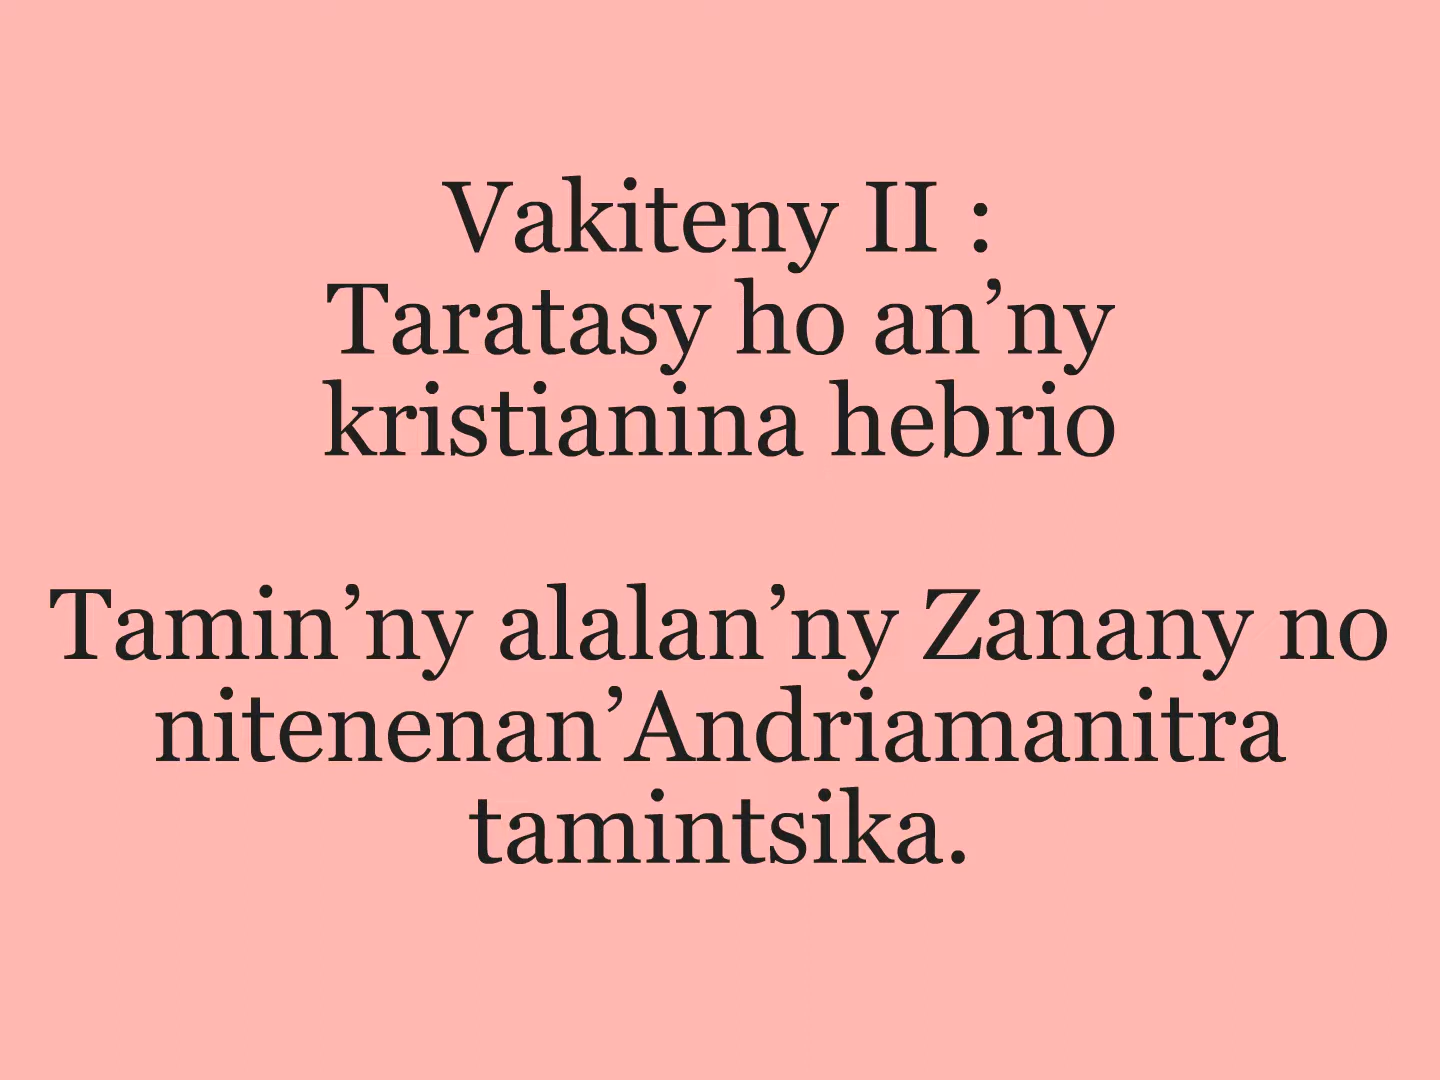 Vakiteny II :
Taratasy ho an’ny
kristianina hebrio
Tamin’ny alalan’ny Zanany no
nitenenan’Andriamanitra
tamintsika.